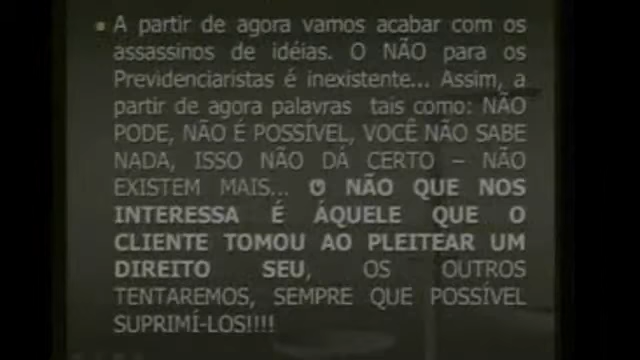 • A partir de agora vamos acabar com os
assassinos de idéias. O NÃO para os
Previdenciaristas é inexistente... Assim, a
partir de agora palavras tais como: NÃO
PODE, NÃO É POSSÍVEL, VOCÊ NÃO SABE
NADA, ISSO NÃO DÁ CERTO – NÃO
EXISTEM MAIS... O NÃO QUE NOS
INTERESSA É ÁQUELE QUE O
CLIENTE TOMOU AO PLEITEAR UM
DIREITO SEU, OS OUTROS
TENTAREMOS, SEMPRE QUE POSSÍVEL
SUPRIMÍ-LOS!!!!